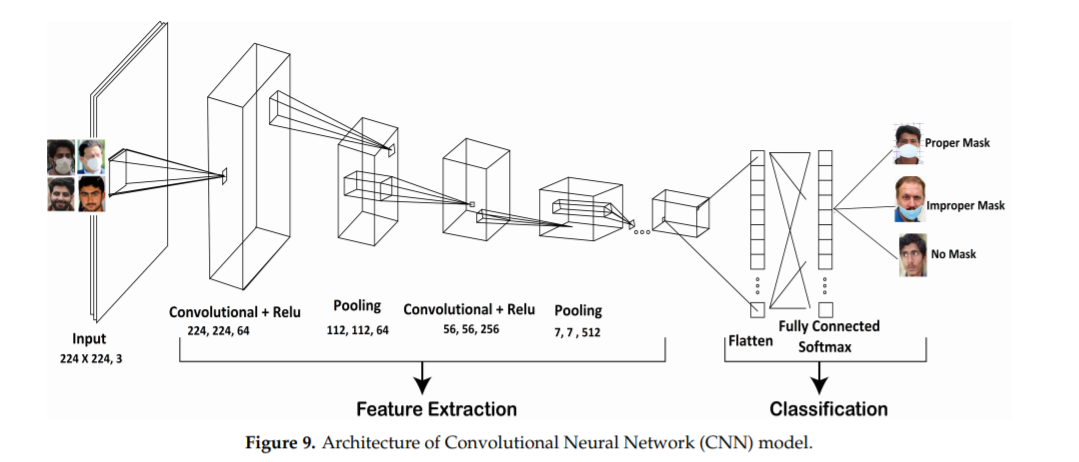 Proper Mask
Improper Mask
No Mask
Convolutional + Relu
224, 224, 64
Pooling
112, 112, 64
Convolutional + Relu
56, 56, 256
Pooling
7, 7 , 512
Input
224 X 224, 3
Flatten
Fully Connected
Softmax
Feature Extraction
Classification
Figure 9. Architecture of Convolutional Neural Network (CNN) model.